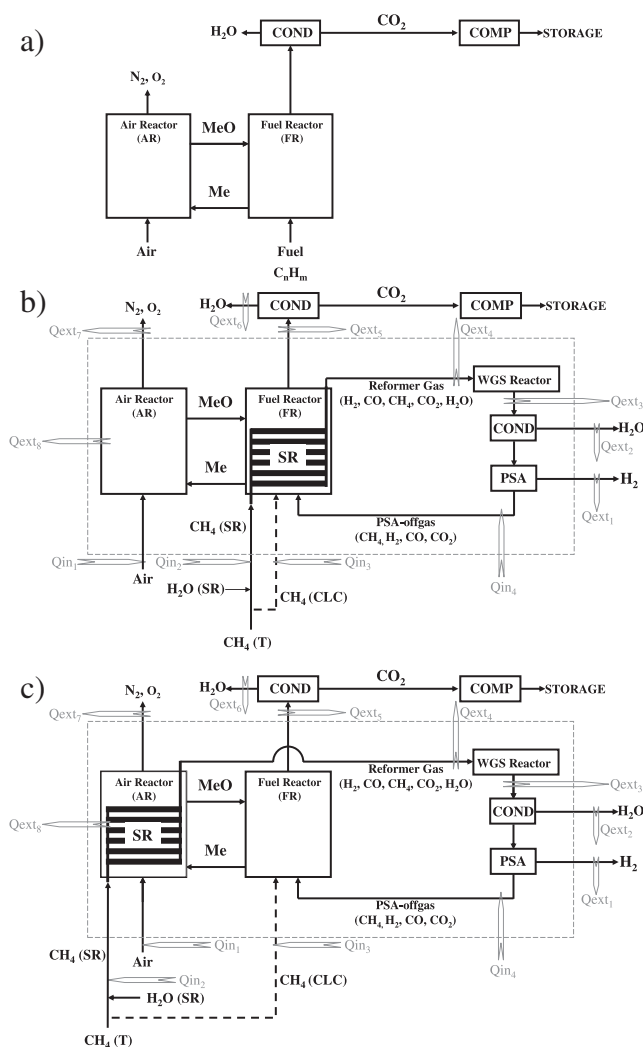 a)
H₂O
COND
CO₂
COMP
STORAGE
N₂, O₂
Air Reactor
(AR)
MeO
Fuel Reactor
(FR)
Me
Air
Fuel
CₙHₘ
b)
H₂O
COND
CO₂
COMP
STORAGE
N₂, O₂
Qext₆
Qext₇
Qext₅
Qext₄
Air Reactor
(AR)
MeO
Fuel Reactor
(FR)
Reformer Gas
(H₂, CO, CH₄, CO₂, H₂O)
WGS Reactor
Qext₃
Qext₈
COND
H₂O
SR
Qext₂
Me
PSA
H₂
CH₄ (SR)
PSA-offgas
(CH₄, H₂, CO, CO₂)
Qext₁
Qin₁
Qin₂
Qin₃
Qin₄
Air
H₂O (SR)
CH₄ (CLC)
CH₄ (T)
c)
H₂O
COND
CO₂
COMP
STORAGE
N₂, O₂
Qext₆
Qext₇
Qext₅
Qext₄
Air Reactor
(AR)
MeO
Fuel Reactor
(FR)
Reformer Gas
(H₂, CO, CH₄, CO₂, H₂O)
WGS Reactor
Qext₃
Qext₈
SR
COND
H₂O
Qext₂
Me
PSA
H₂
PSA-offgas
(CH₄, H₂, CO, CO₂)
Qext₁
CH₄ (SR)
Air
Qin₁
Qin₃
Qin₄
Qin₂
CH₄ (CLC)
H₂O (SR)
CH₄ (T)